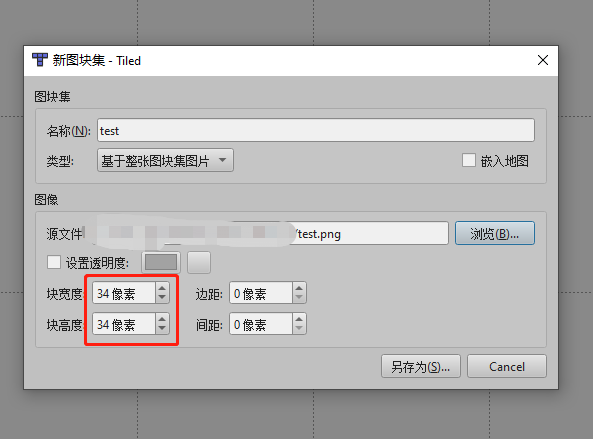 新图块集 - Tiled
图块集
名称(N): test
类型: 基于整张图块集图片 嵌入地图
图像
源文件 /test.png 浏览(B)...
设置透明度:
块宽度: 34 像素 边距: 0 像素
块高度: 34 像素 间距: 0 像素
另存为(S)... Cancel